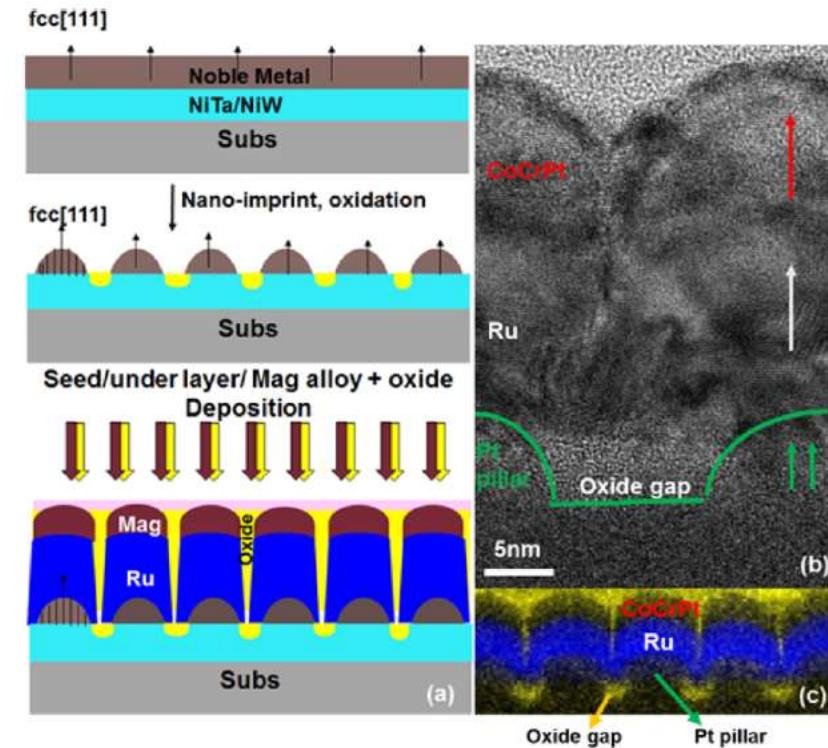 fcc[111]
Noble Metal
NiTa/NiW
Subs
Nano-imprint, oxidation
fcc[111]
Subs
Seed/under layer/ Mag alloy + oxide
Deposition
Mag
Oxide
Ru
Subs
(a)
CoCrPt
Ru
Pt
pillar
Oxide gap
5nm
(b)
CoCrPt
Ru
(c)
Oxide gap
Pt pillar